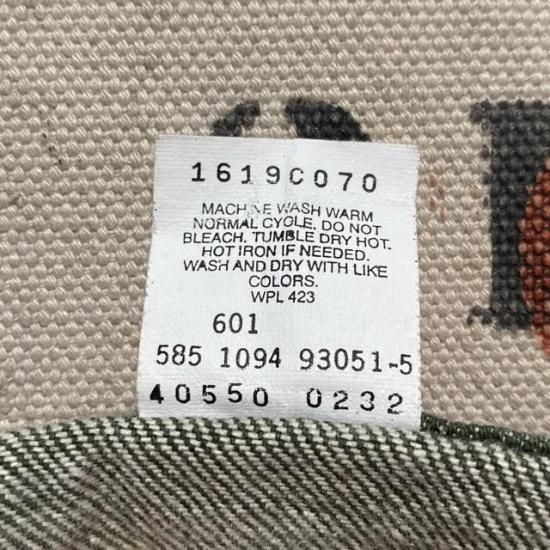 1619C070
MACHINE WASH WARM
NORMAL CYCLE. DO NOT
BLEACH. TUMBLE DRY HOT.
HOT IRON IF NEEDED.
WASH AND DRY WITH LIKE
COLORS.
WPL 423
601
585 1094 93051-5
40550 0232